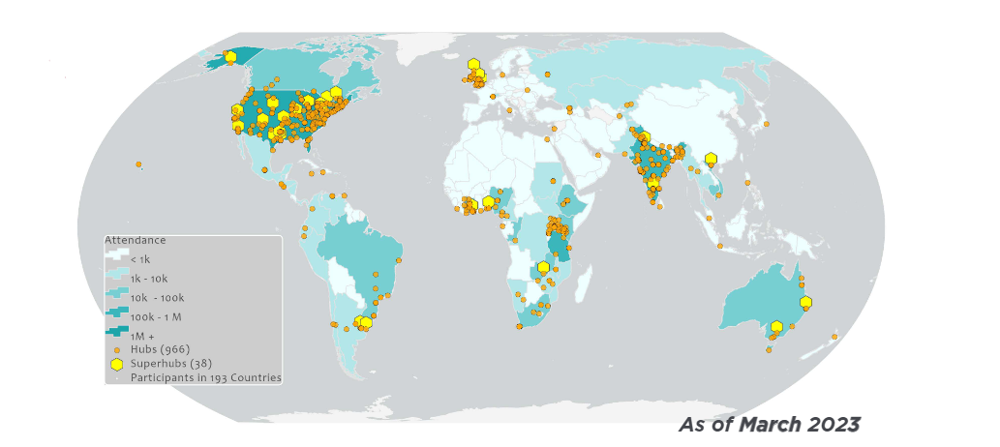 Attendance
< 1k
1k - 10k
10k - 100k
100k - 1 M
1M +
Hubs (966)
Superhubs (38)
Participants in 193 Countries
As of March 2023